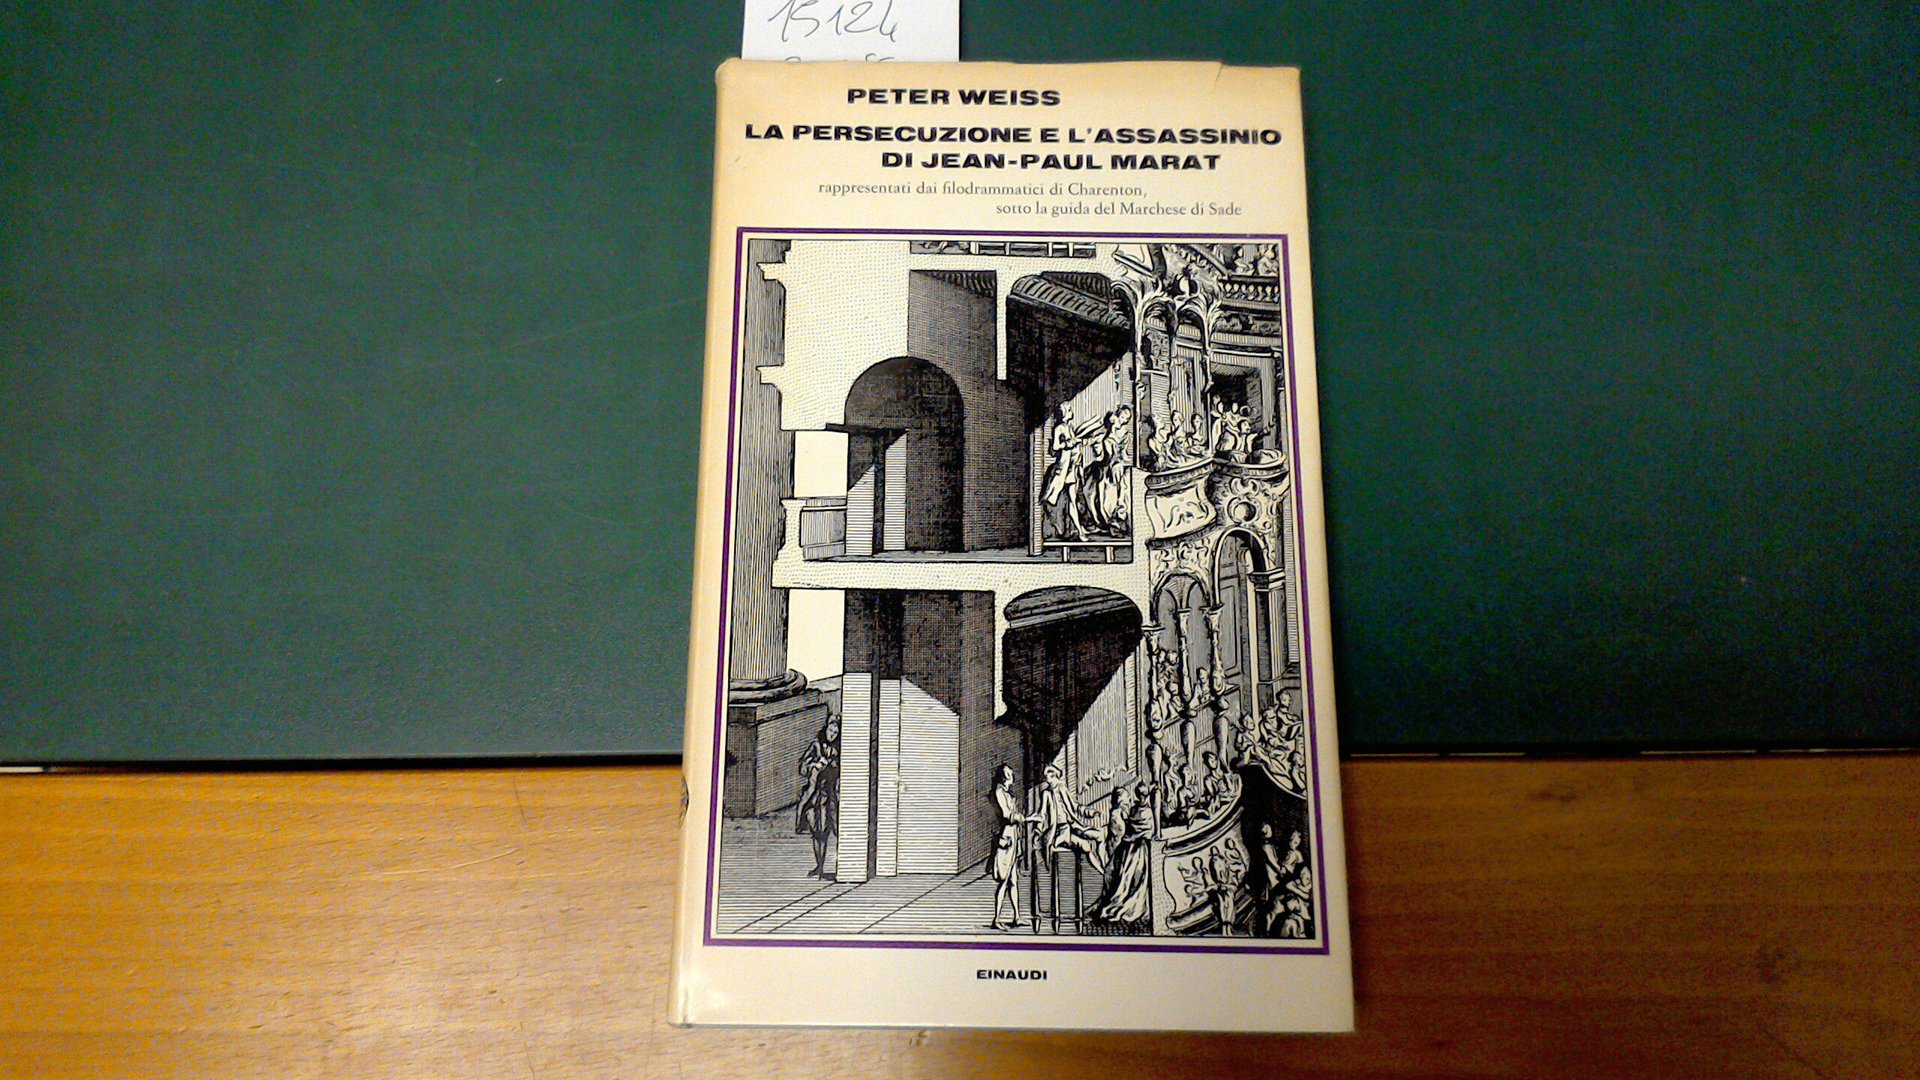 15124
PETER WEISS
LA PERSECUZIONE E L'ASSASSINIO
DI JEAN-PAUL MARAT
rappresentati dai filodrammatici di Charenton,
sotto la guida del Marchese di Sade
EINAUDI